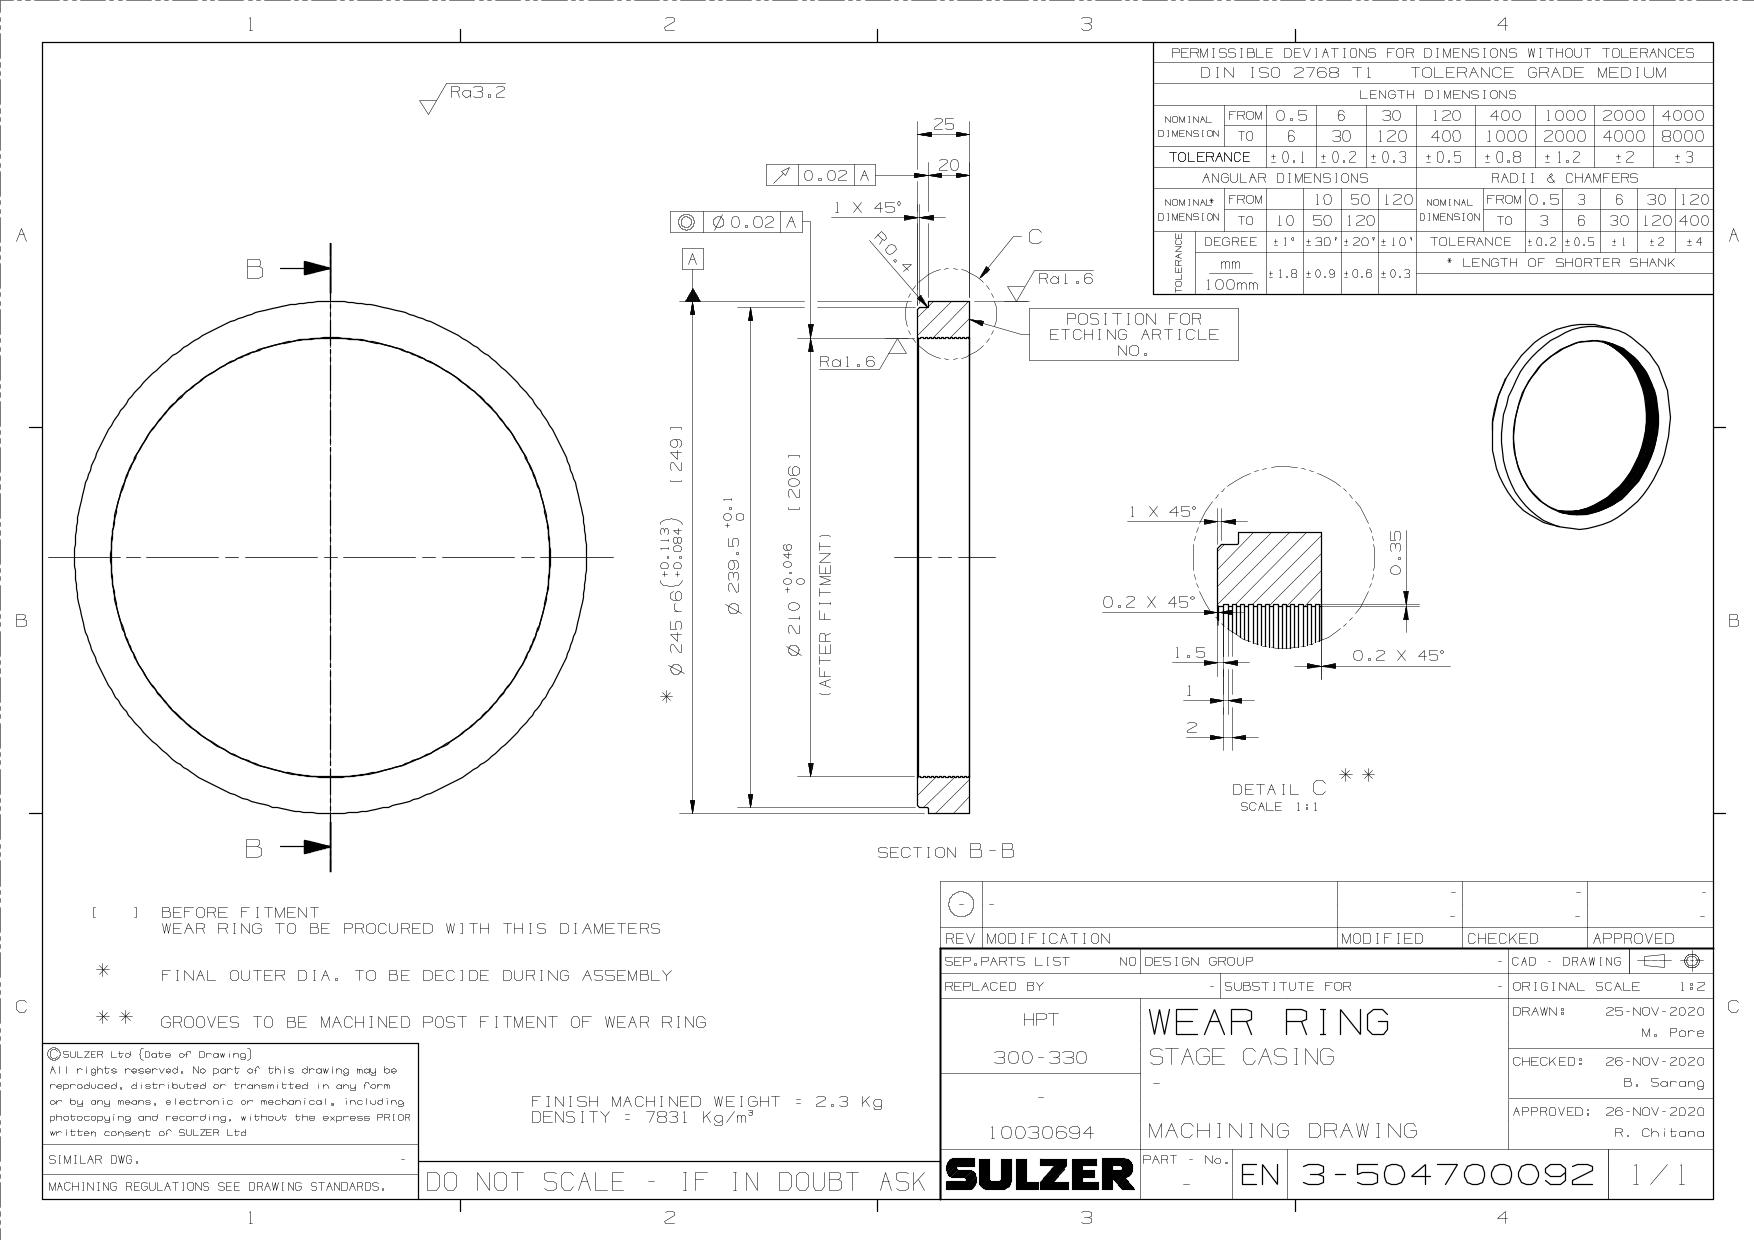 1 2 3 4
Ra3.2
PERMISSIBLE DEVIATIONS FOR DIMENSIONS WITHOUT TOLERANCES
DIN ISO 2768 T1 TOLERANCE GRADE MEDIUM
LENGTH DIMENSIONS
NOMINAL DIMENSION FROM 0.5 6 30 120 400 1000 2000 4000
TO 6 30 120 400 1000 2000 4000 8000
TOLERANCE ±0.1 ±0.2 ±0.3 ±0.5 ±0.8 ±1.2 ±2 ±3
ANGULAR DIMENSIONS RADII & CHAMFERS
NOMINAL* DIMENSION FROM 10 50 120 NOMINAL DIMENSION FROM 0.5 3 6 30 120
TO 10 50 120 TO 3 6 30 120 400
TOLERANCE DEGREE ±1° ±30' ±20' ±10' TOLERANCE ±0.2 ±0.5 ±1 ±2 ±4
mm
100mm ±1.8 ±0.9 ±0.6 ±0.3
* LENGTH OF SHORTER SHANK
A
A
B
B
25
20
0.02 A
1 X 45°
Ø 0.02 A
R0.4
C
A
Ra1.6
POSITION FOR
ETCHING ARTICLE
NO.
Ra1.6
* Ø 245 r6(+0.113 +0.084) [249]
Ø 239.5 +0.1 0
Ø 210 +0.046 0 [206]
(AFTER FITMENT)
SECTION B-B
1 X 45°
0.35
0.2 X 45°
1.5
0.2 X 45°
1
2
DETAIL C * *
SCALE 1:1
B
B
[ ] BEFORE FITMENT
WEAR RING TO BE PROCURED WITH THIS DIAMETERS
* FINAL OUTER DIA. TO BE DECIDE DURING ASSEMBLY
* * GROOVES TO BE MACHINED POST FITMENT OF WEAR RING
C
C
©SULZER Ltd (Date of Drawing)
All rights reserved. No part of this drawing may be
reproduced, distributed or transmitted in any form
or by any means, electronic or mechanical, including
photocopying and recording, without the express PRIOR
written consent of SULZER Ltd
SIMILAR DWG. -
MACHINING REGULATIONS SEE DRAWING STANDARDS.
FINISH MACHINED WEIGHT = 2.3 Kg
DENSITY = 7831 Kg/m³
DO NOT SCALE - IF IN DOUBT ASK
- - - - -
- - -
REV MODIFICATION MODIFIED CHECKED APPROVED
SEP.PARTS LIST NO DESIGN GROUP - CAD - DRAWING
REPLACED BY - SUBSTITUTE FOR - ORIGINAL SCALE 1:2
HPT
300-330
-
10030694
WEAR RING
STAGE CASING
-
MACHINING DRAWING
DRAWN: 25-NOV-2020
M. Pore
CHECKED: 26-NOV-2020
B. Sarang
APPROVED: 26-NOV-2020
R. Chitana
SULZER
PART - No.
-
EN 3-504700092 1/1
1 2 3 4